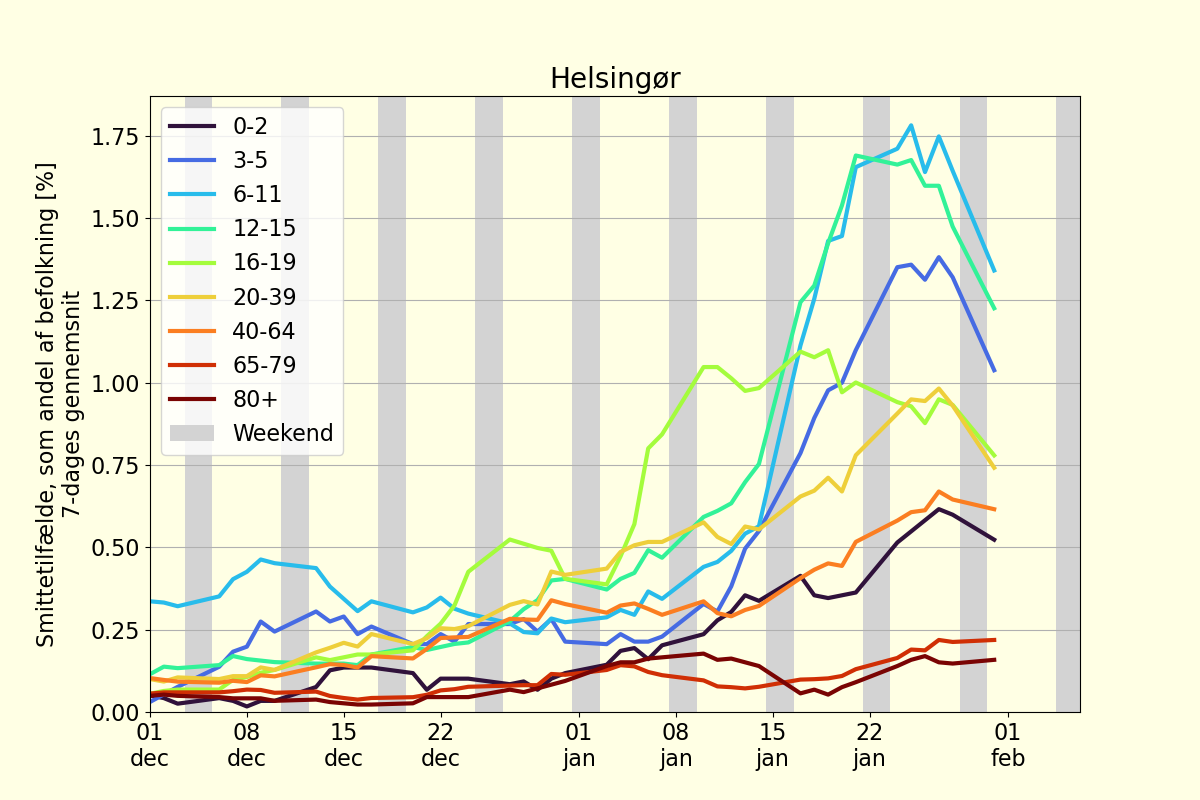 Helsingør
Smittetilfælde, som andel af befolkning [%]
7-dages gennemsnit
1.75
1.50
1.25
1.00
0.75
0.50
0.25
0.00
0-2
3-5
6-11
12-15
16-19
20-39
40-64
65-79
80+
Weekend
01 08 15 22 01 08 15 22 01
dec dec dec dec jan jan jan jan feb